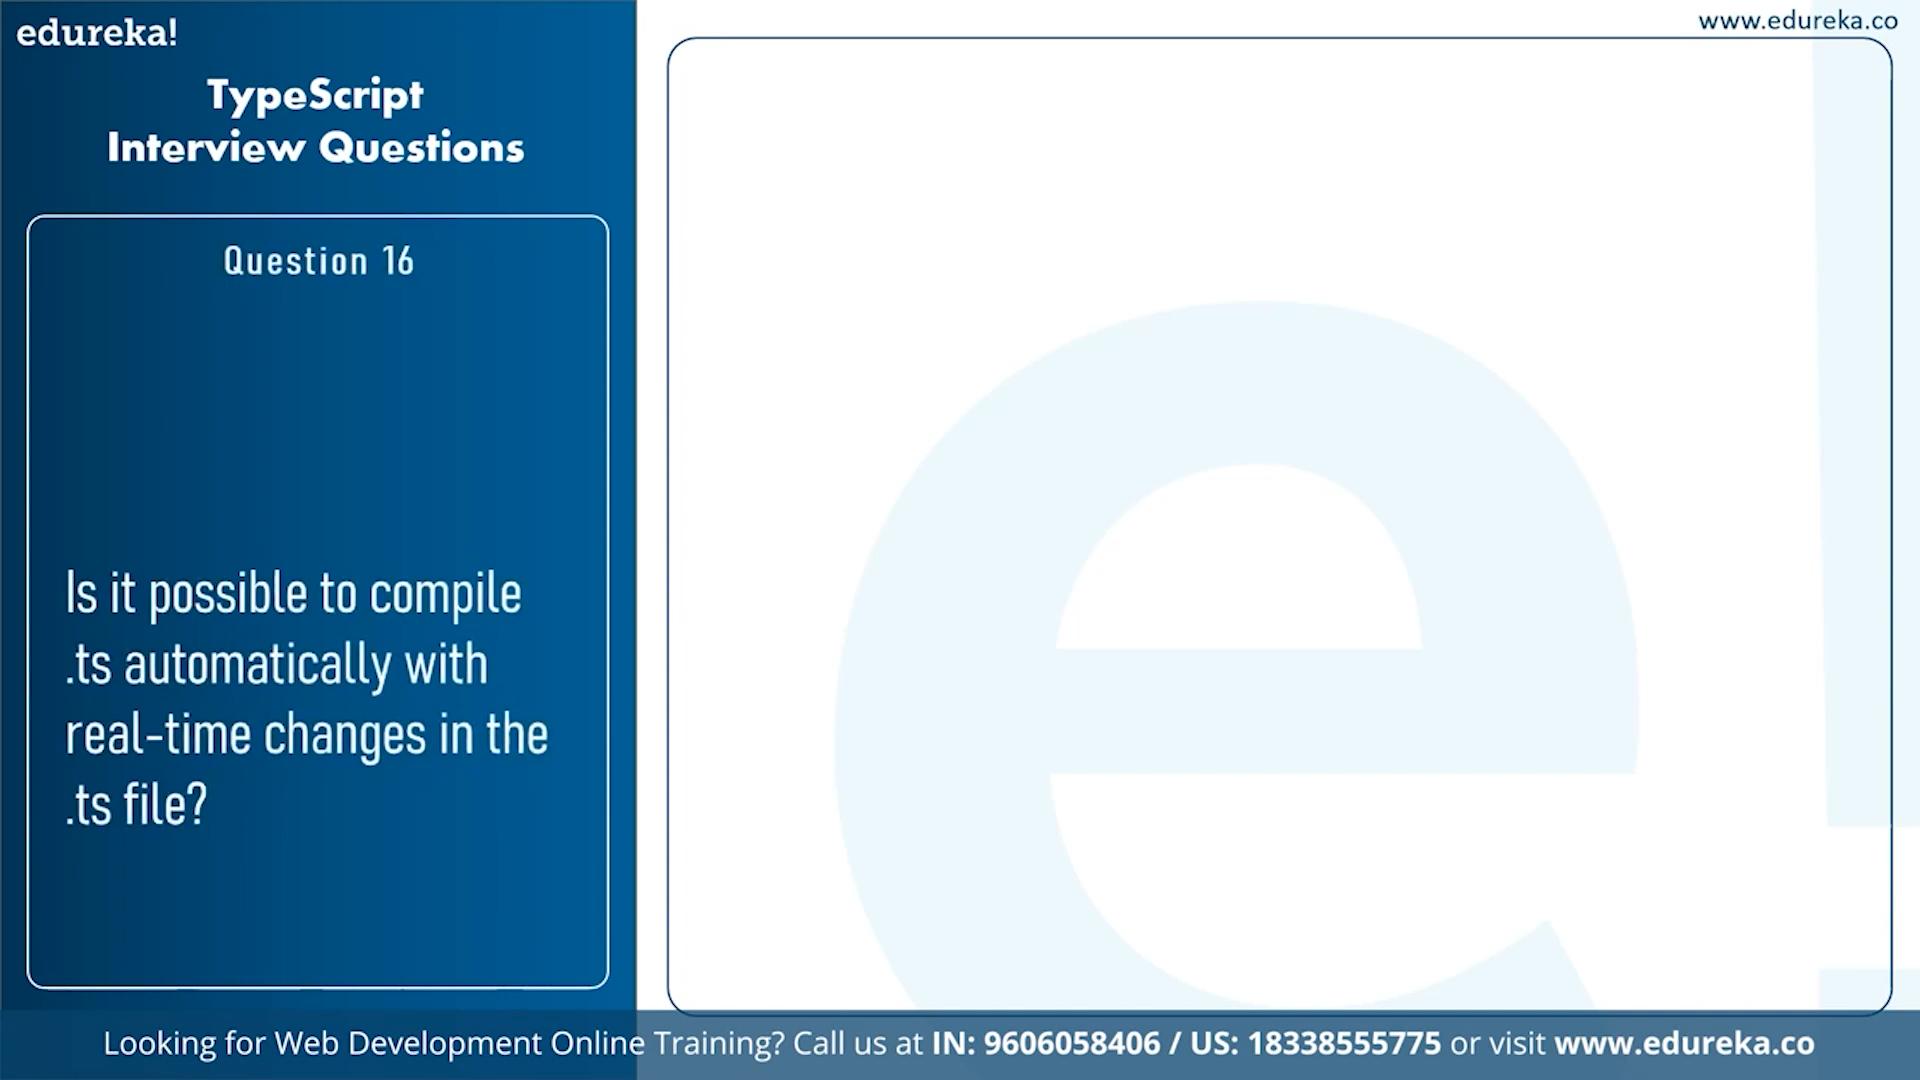 edureka!
www.edureka.co
TypeScript
Interview Questions
Question 16
Is it possible to compile
.ts automatically with
real-time changes in the
.ts file?
Looking for Web Development Online Training? Call us at IN: 9606058406 / US: 18338555775 or visit www.edureka.co